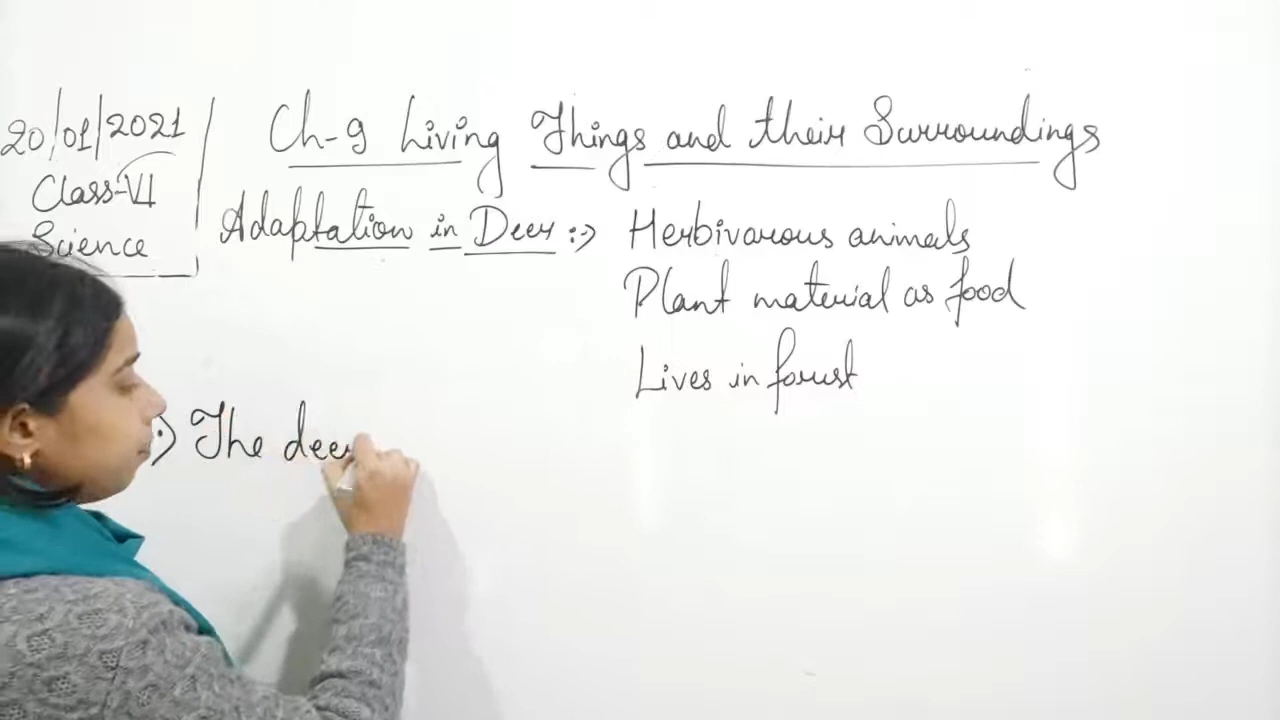 20/01/2021
Class-VI
Science
Ch-9 Living Things and their Surroundings
Adaptation in Deer :-> Herbivarous animals
Plant material as food
Lives in forest
The deer